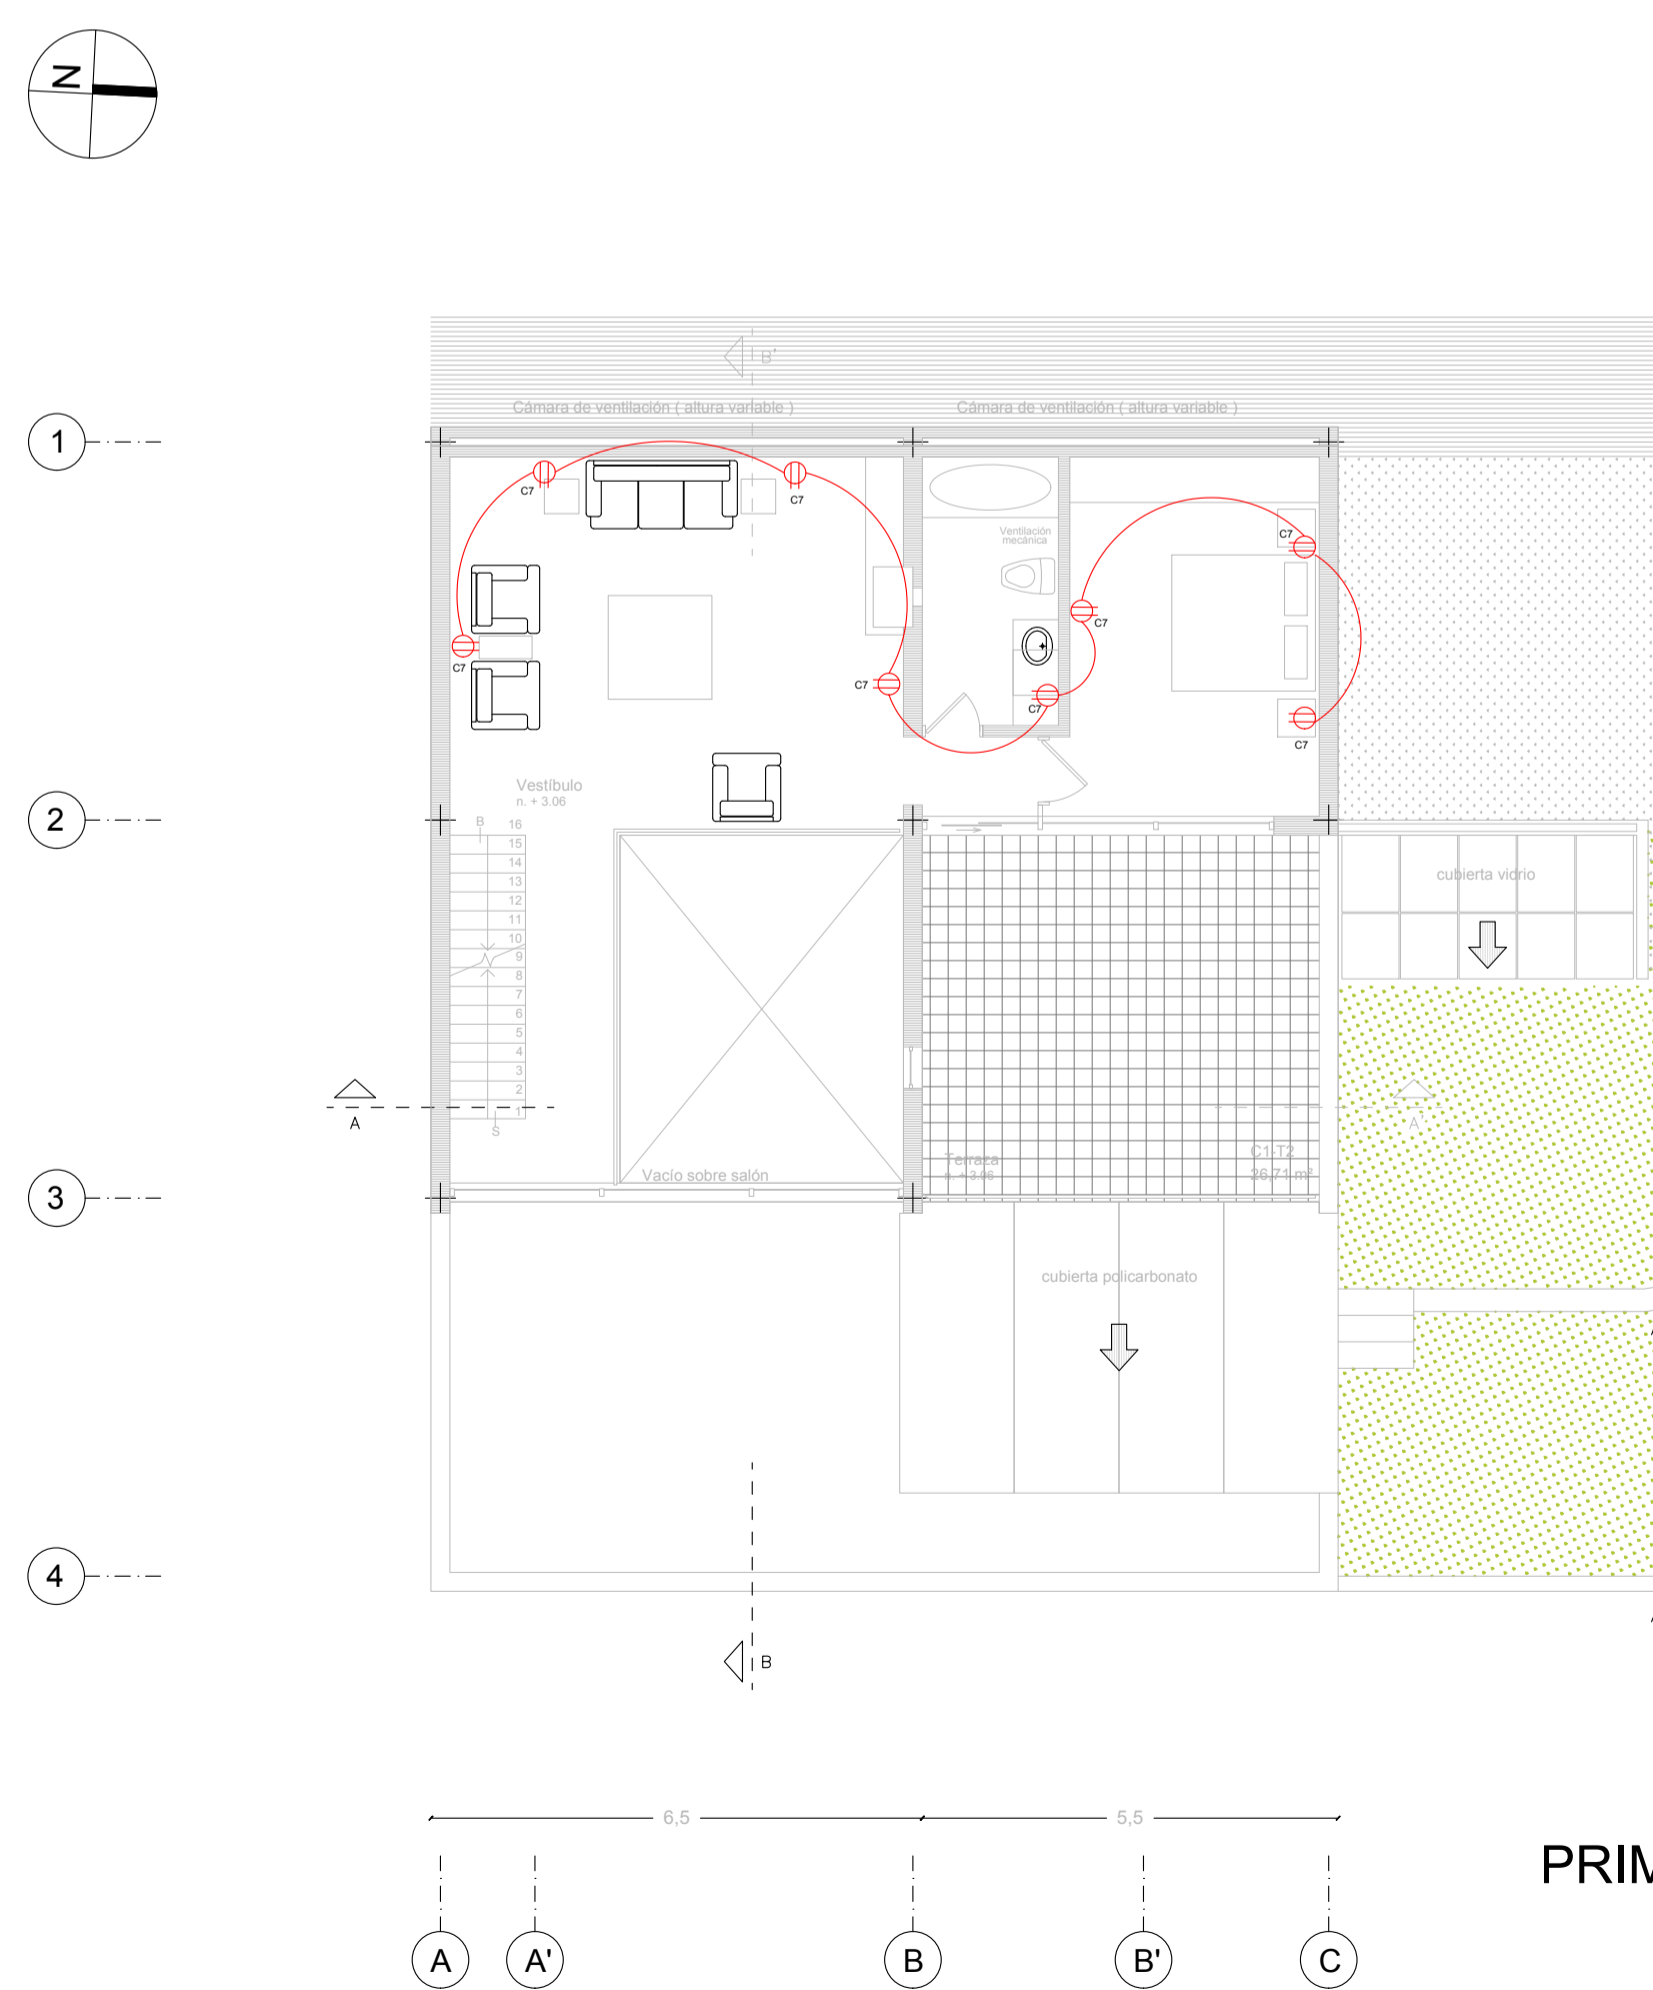 N
B'
Cámara de ventilación ( altura variable )
Cámara de ventilación ( altura variable )
1
C7
C7
Ventilación
mecánica
C7
C7
C7
C7
C7
C7
Vestíbulo
n. + 3.06
2
B
16
15
14
13
12
11
10
9
8
7
6
5
4
3
2
1
S
cubierta vidrio
A
A'
Terraza
n. + 3.06
C1-T2
26,71 m²
Vacío sobre salón
3
cubierta policarbonato
4
B
6,5
5,5
PRIM
A
A'
B
B'
C